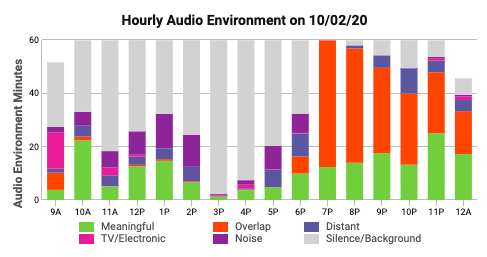 Hourly Audio Environment on 10/02/20
Audio Environment Minutes
60
40
20
0
9A 10A 11A 12P 1P 2P 3P 4P 5P 6P 7P 8P 9P 10P 11P 12A
Meaningful Overlap Distant
TV/Electronic Noise Silence/Background